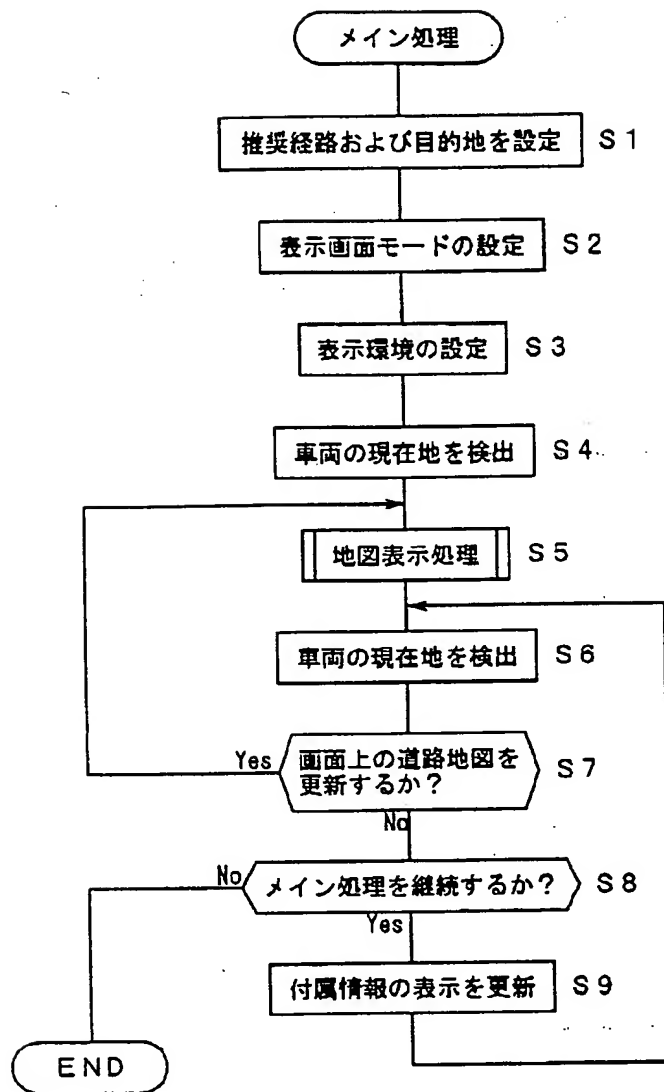 メイン処理
推奨経路および目的地を設定 S1
表示画面モードの設定 S2
表示環境の設定 S3
車両の現在地を検出 S4
地図表示処理 S5
車両の現在地を検出 S6
Yes 画面上の道路地図を
更新するか? S7
No
No メイン処理を継続するか? S8
Yes
付属情報の表示を更新 S9
END